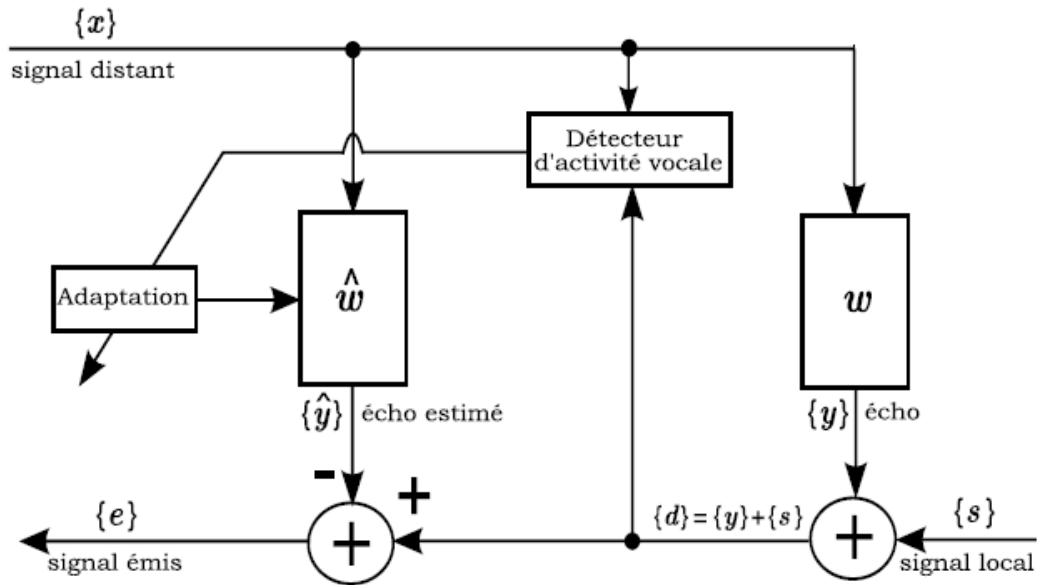 {x}
signal distant
Détecteur
d'activité vocale
Adaptation
ŵ
w
{ŷ} écho estimé
{y} écho
-
+
{e}
{d}={y}+{s}
{s}
+
+
signal émis
signal local